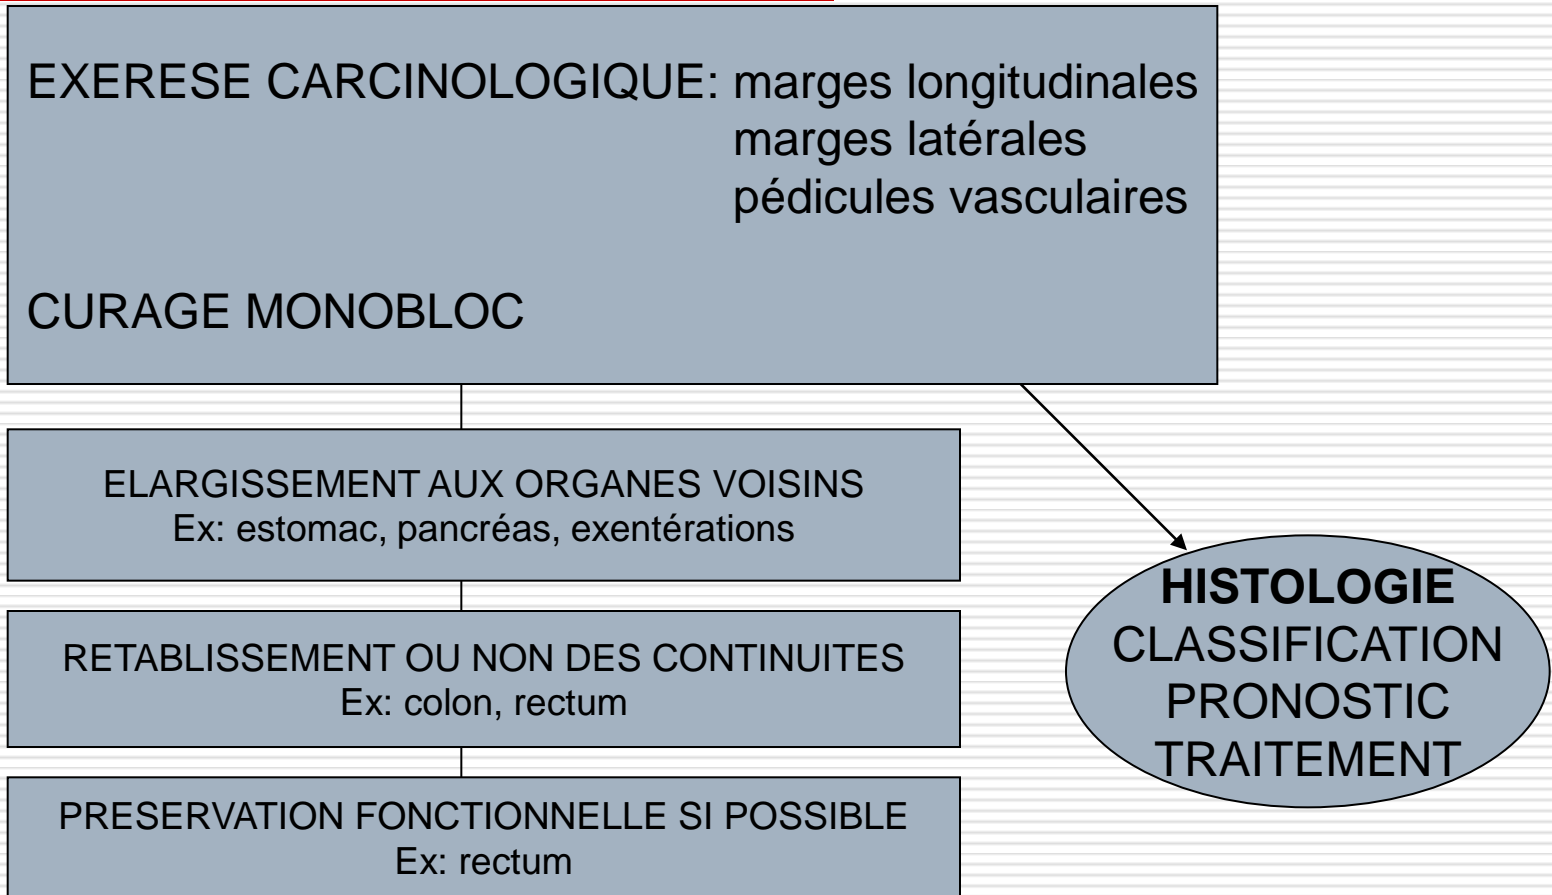 EXERESE CARCINOLOGIQUE: marges longitudinales
marges latérales
pédicules vasculaires
CURAGE MONOBLOC
ELARGISSEMENT AUX ORGANES VOISINS
Ex: estomac, pancréas, exentérations
RETABLISSEMENT OU NON DES CONTINUITES
Ex: colon, rectum
PRESERVATION FONCTIONNELLE SI POSSIBLE
Ex: rectum
HISTOLOGIE
CLASSIFICATION
PRONOSTIC
TRAITEMENT